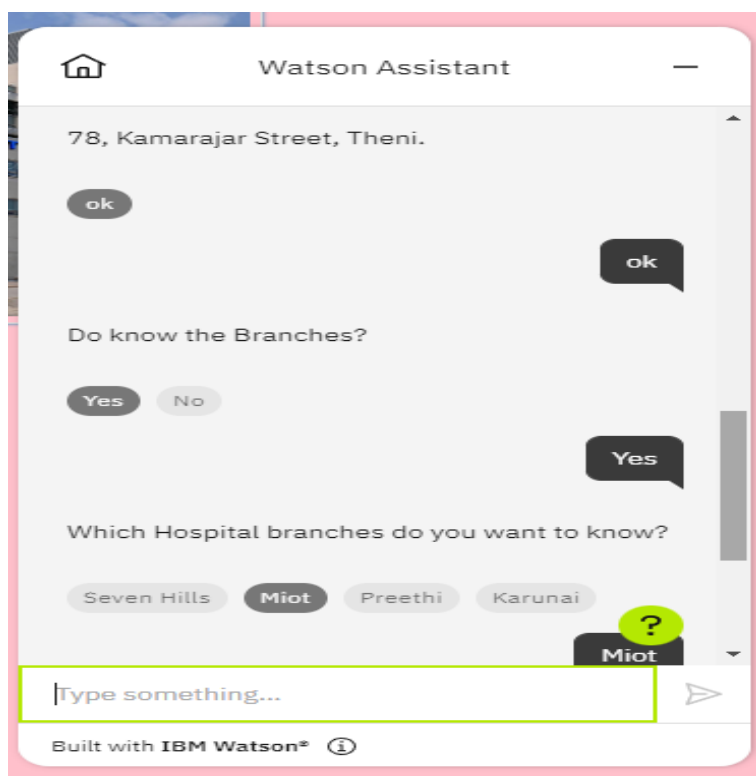 Watson Assistant
78, Kamarajar Street, Theni.
ok
ok
Do know the Branches?
Yes No
Yes
Which Hospital branches do you want to know?
Seven Hills Miot Preethi Karunai
?
Miot
Type something...
Built with IBM Watson®